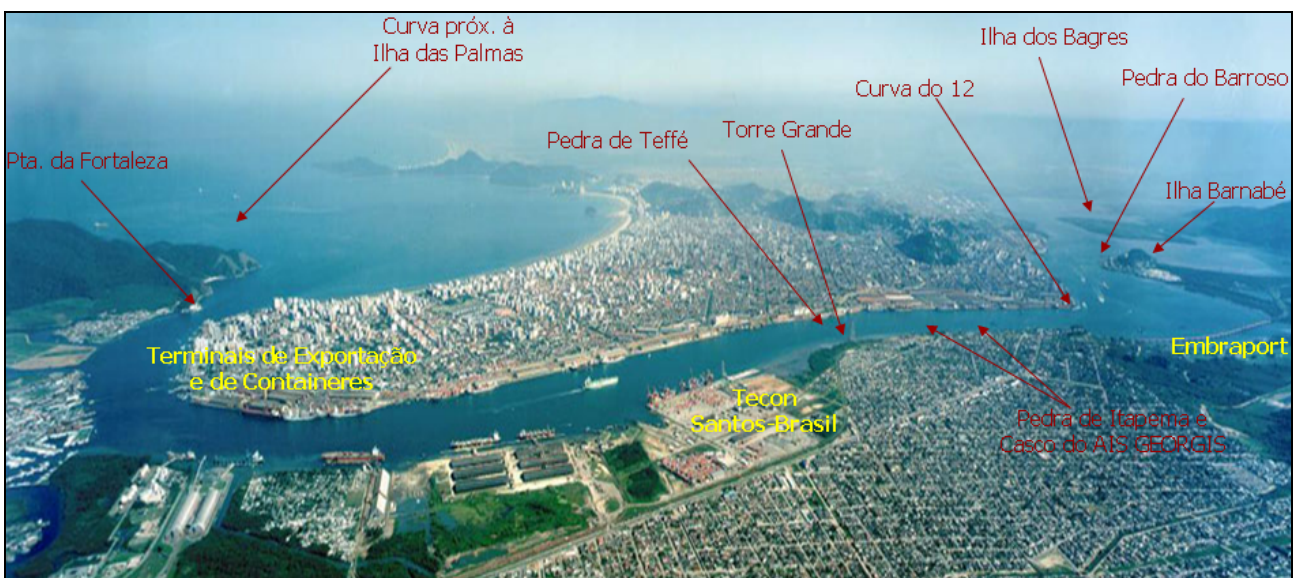 Curva próx. à
Ilha das Palmas
Ilha dos Bagres
Pedra do Barroso
Curva do 12
Torre Grande
Pedra de Teffé
Pta. da Fortaleza
Ilha Barnabé
Terminais de Exportação
e de Containeres
Embraport
Tecon
Santos-Brasil
Pedra de Itapema e
Casco do AIS GEORGIS